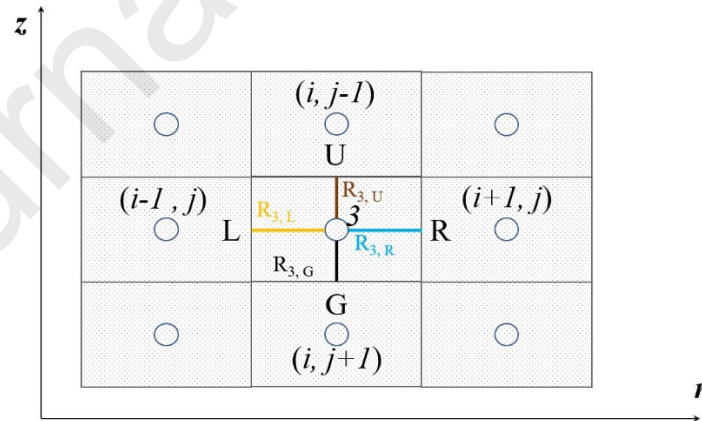 z
(i, j-1)
U
(i-1 , j)
R3, U
3
(i+1, j)
R3, L
L
R
R3, R
R3, G
G
(i, j+1)